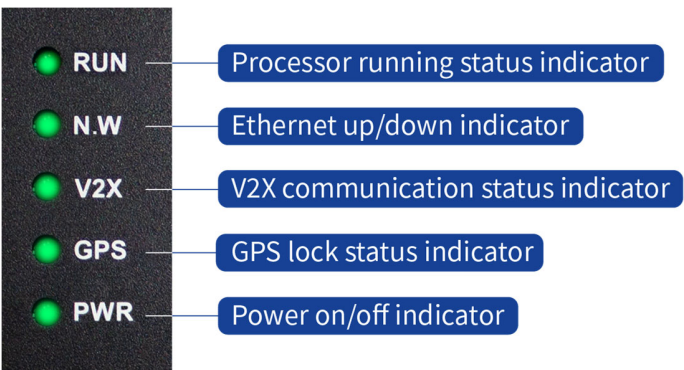 RUN Processor running status indicator
N.W Ethernet up/down indicator
V2X V2X communication status indicator
GPS GPS lock status indicator
PWR Power on/off indicator